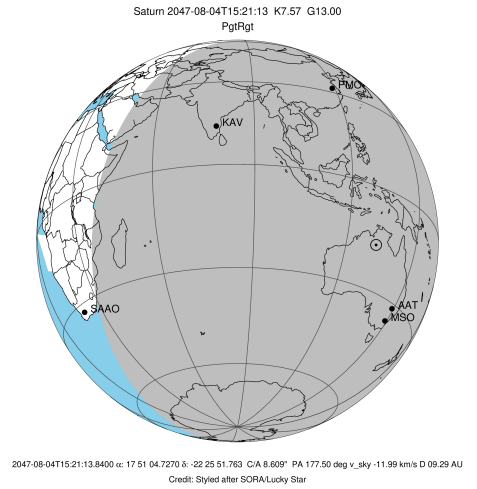 Saturn 2047-08-04T15:21:13 K7.57 G13.00
PgtRgt
PMO
KAV
SAAO
AAT
MSO
2047-08-04T15:21:13.8400 α: 17 51 04.7270 δ: -22 25 51.763 C/A 8.609" PA 177.50 deg v_sky -11.99 km/s D 09.29 AU
Credit: Styled after SORA/Lucky Star